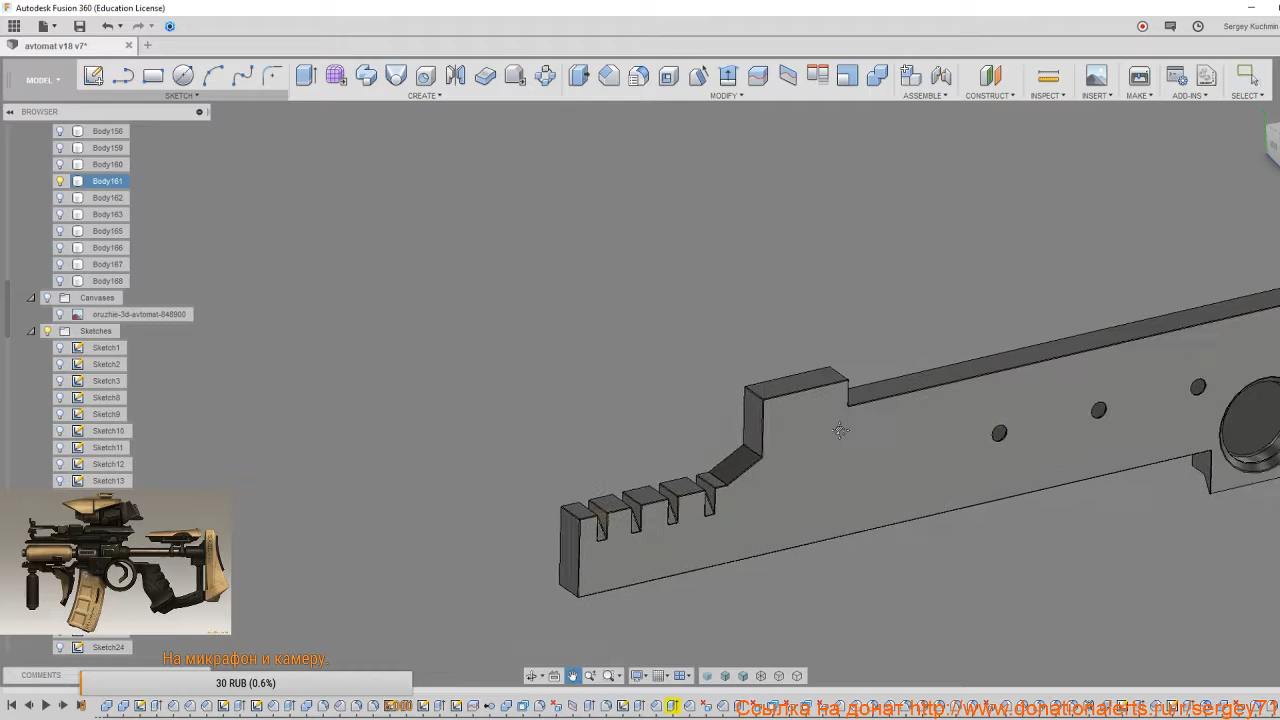 Autodesk Fusion 360 (Education License)
Sergey Kuchmin
avtomat v18 v7*
MODEL
SKETCH
CREATE
MODIFY
ASSEMBLE
CONSTRUCT
INSPECT
INSERT
MAKE
ADD-INS
SELECT
BROWSER
Body156
Body159
Body160
Body161
Body162
Body163
Body165
Body166
Body167
Body168
Canvases
oruzhie-3d-avtomat-848900
Sketches
Sketch1
Sketch2
Sketch3
Sketch8
Sketch9
Sketch10
Sketch11
Sketch12
Sketch13
Sketch24
На микрофон и камеру.
COMMENTS
30 RUB (0.6%)
Ссылка на донат http://www.donationalerts.ru/r/sergey71